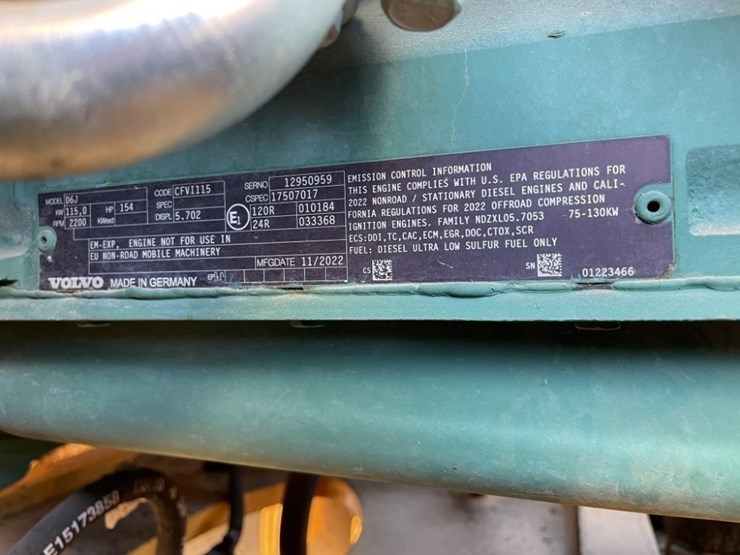 MODEL D6J
KW 115,0 HP 154
RPM 2200 KWeed
CODE CFVI115
SPEC
DISPL 5.702
SERNO 12950959
CSPEC 17507017
E1 120R 010184
24R 033368
EM-EXP, ENGINE NOT FOR USE IN
EU NON-ROAD MOBILE MACHINERY
MFGDATE 11/2022
VOLVO MADE IN GERMANY
EMISSION CONTROL INFORMATION
THIS ENGINE COMPLIES WITH U.S. EPA REGULATIONS FOR
2022 NONROAD / STATIONARY DIESEL ENGINES AND CALI-
FORNIA REGULATIONS FOR 2022 OFFROAD COMPRESSION
IGNITION ENGINES. FAMILY NDZXL05.7053 75-130KW
ECS:DDI,TC,CAC,ECM,EGR,DOC,CTOX,SCR
FUEL: DIESEL ULTRA LOW SULFUR FUEL ONLY
CS SN 01223466
E15173858